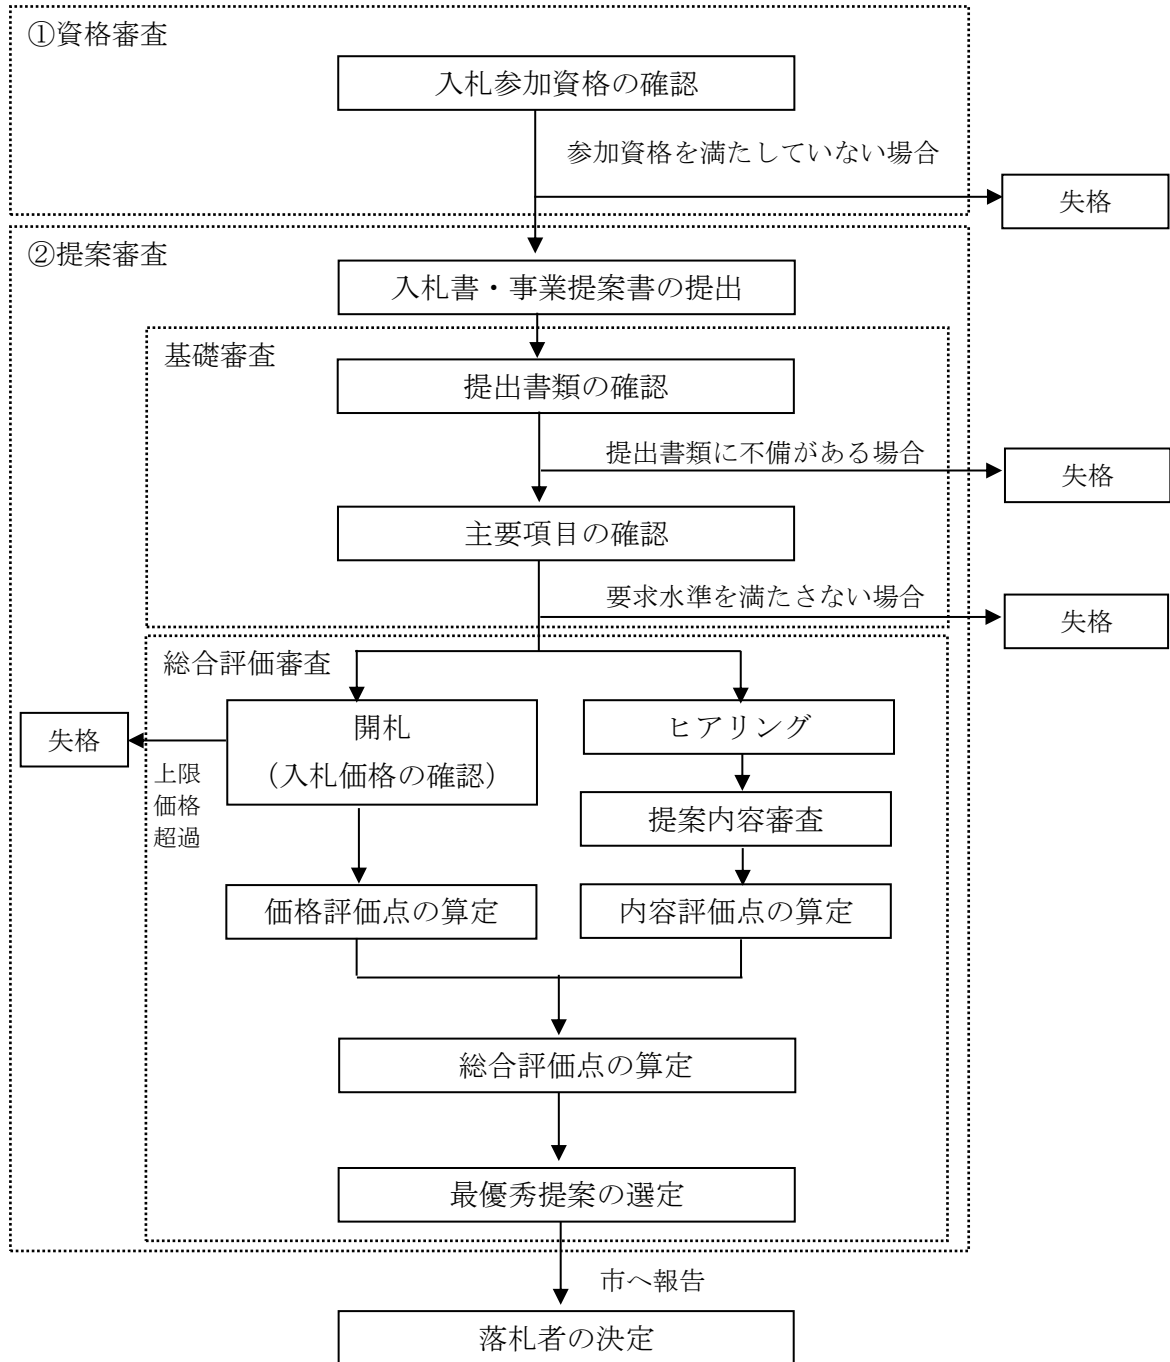 ①資格審査
入札参加資格の確認
参加資格を満たしていない場合
失格
②提案審査
入札書・事業提案書の提出
基礎審査
提出書類の確認
提出書類に不備がある場合
失格
主要項目の確認
要求水準を満たさない場合
失格
総合評価審査
開札
（入札価格の確認）
失格
上限
価格
超過
ヒアリング
提案内容審査
価格評価点の算定
内容評価点の算定
総合評価点の算定
最優秀提案の選定
市へ報告
落札者の決定